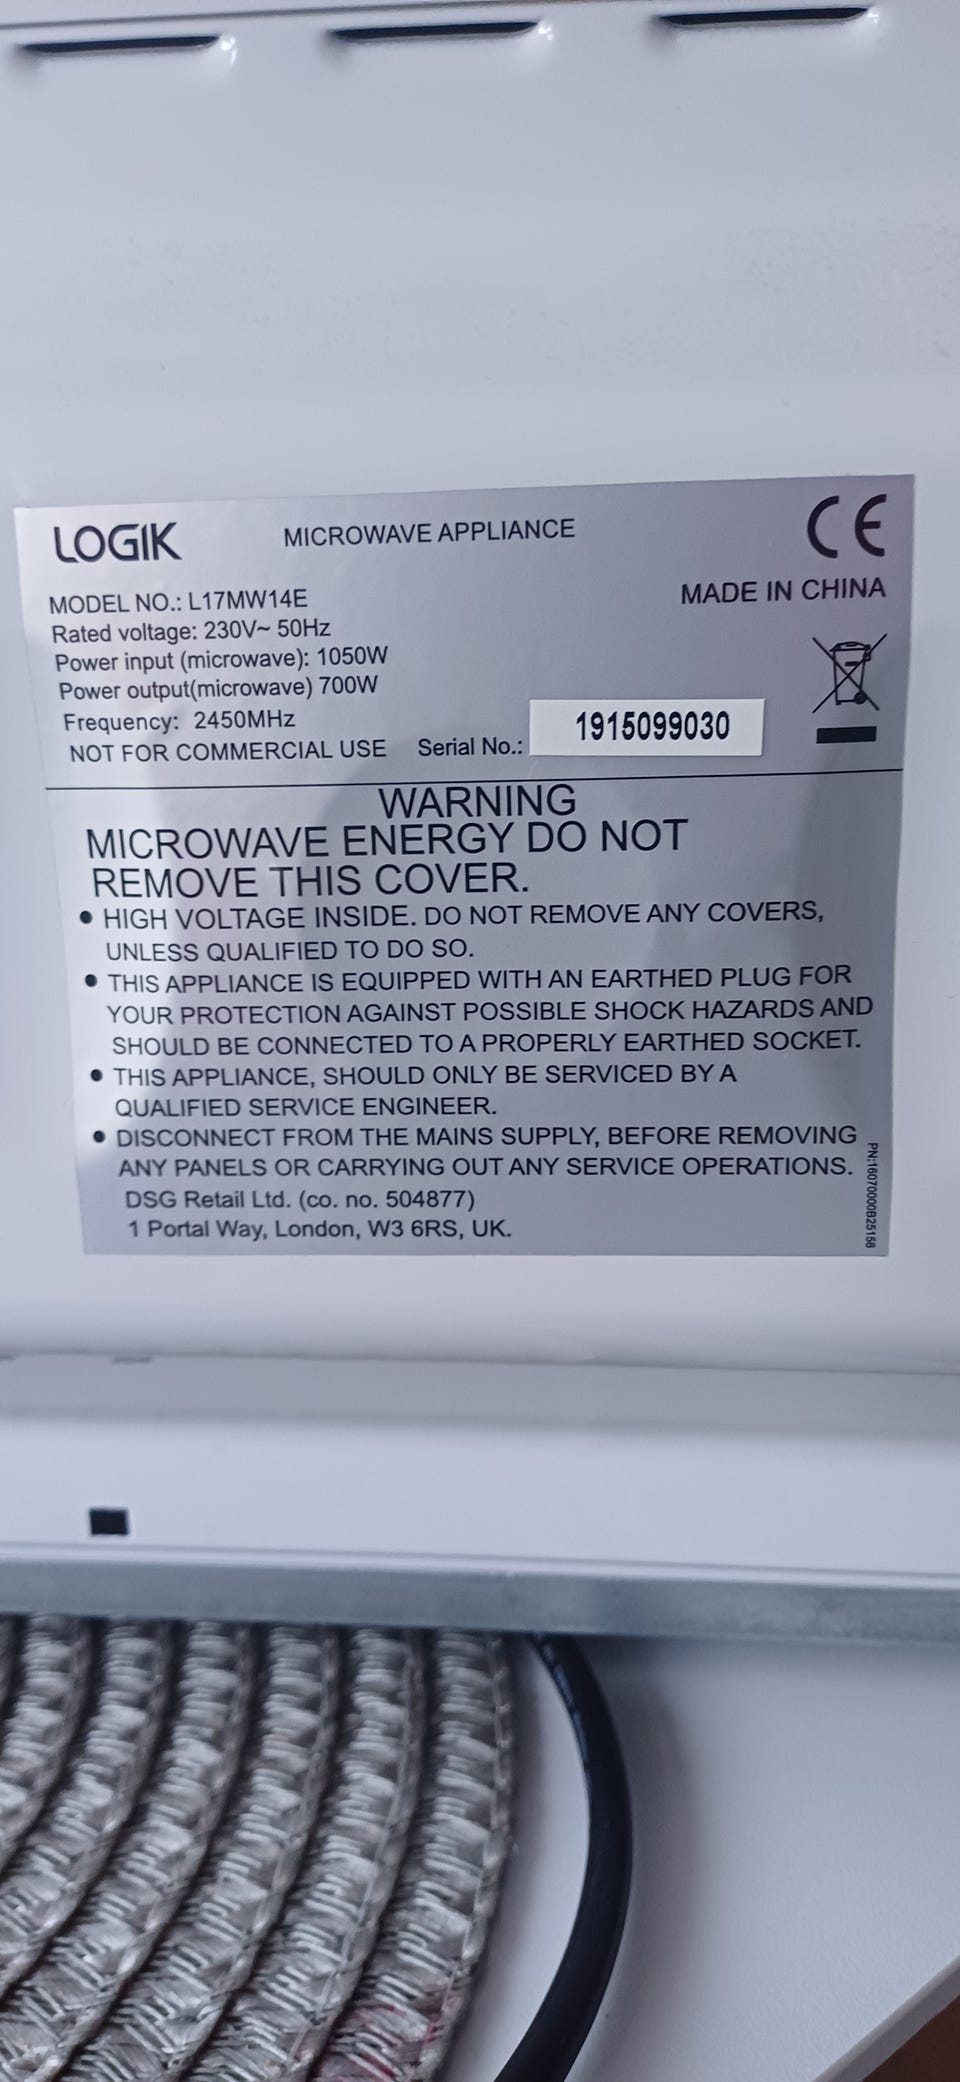 LOGIK
MICROWAVE APPLIANCE
CE
MODEL NO.: L17MW14E
MADE IN CHINA
Rated voltage: 230V~ 50Hz
Power input (microwave): 1050W
Power output(microwave) 700W
Frequency: 2450MHz
NOT FOR COMMERCIAL USE
Serial No.: 1915099030
WARNING
MICROWAVE ENERGY DO NOT
REMOVE THIS COVER.
● HIGH VOLTAGE INSIDE. DO NOT REMOVE ANY COVERS,
UNLESS QUALIFIED TO DO SO.
● THIS APPLIANCE IS EQUIPPED WITH AN EARTHED PLUG FOR
YOUR PROTECTION AGAINST POSSIBLE SHOCK HAZARDS AND
SHOULD BE CONNECTED TO A PROPERLY EARTHED SOCKET.
● THIS APPLIANCE, SHOULD ONLY BE SERVICED BY A
QUALIFIED SERVICE ENGINEER.
● DISCONNECT FROM THE MAINS SUPPLY, BEFORE REMOVING
ANY PANELS OR CARRYING OUT ANY SERVICE OPERATIONS.
DSG Retail Ltd. (co. no. 504877)
1 Portal Way, London, W3 6RS, UK.
PN:16070000B25158